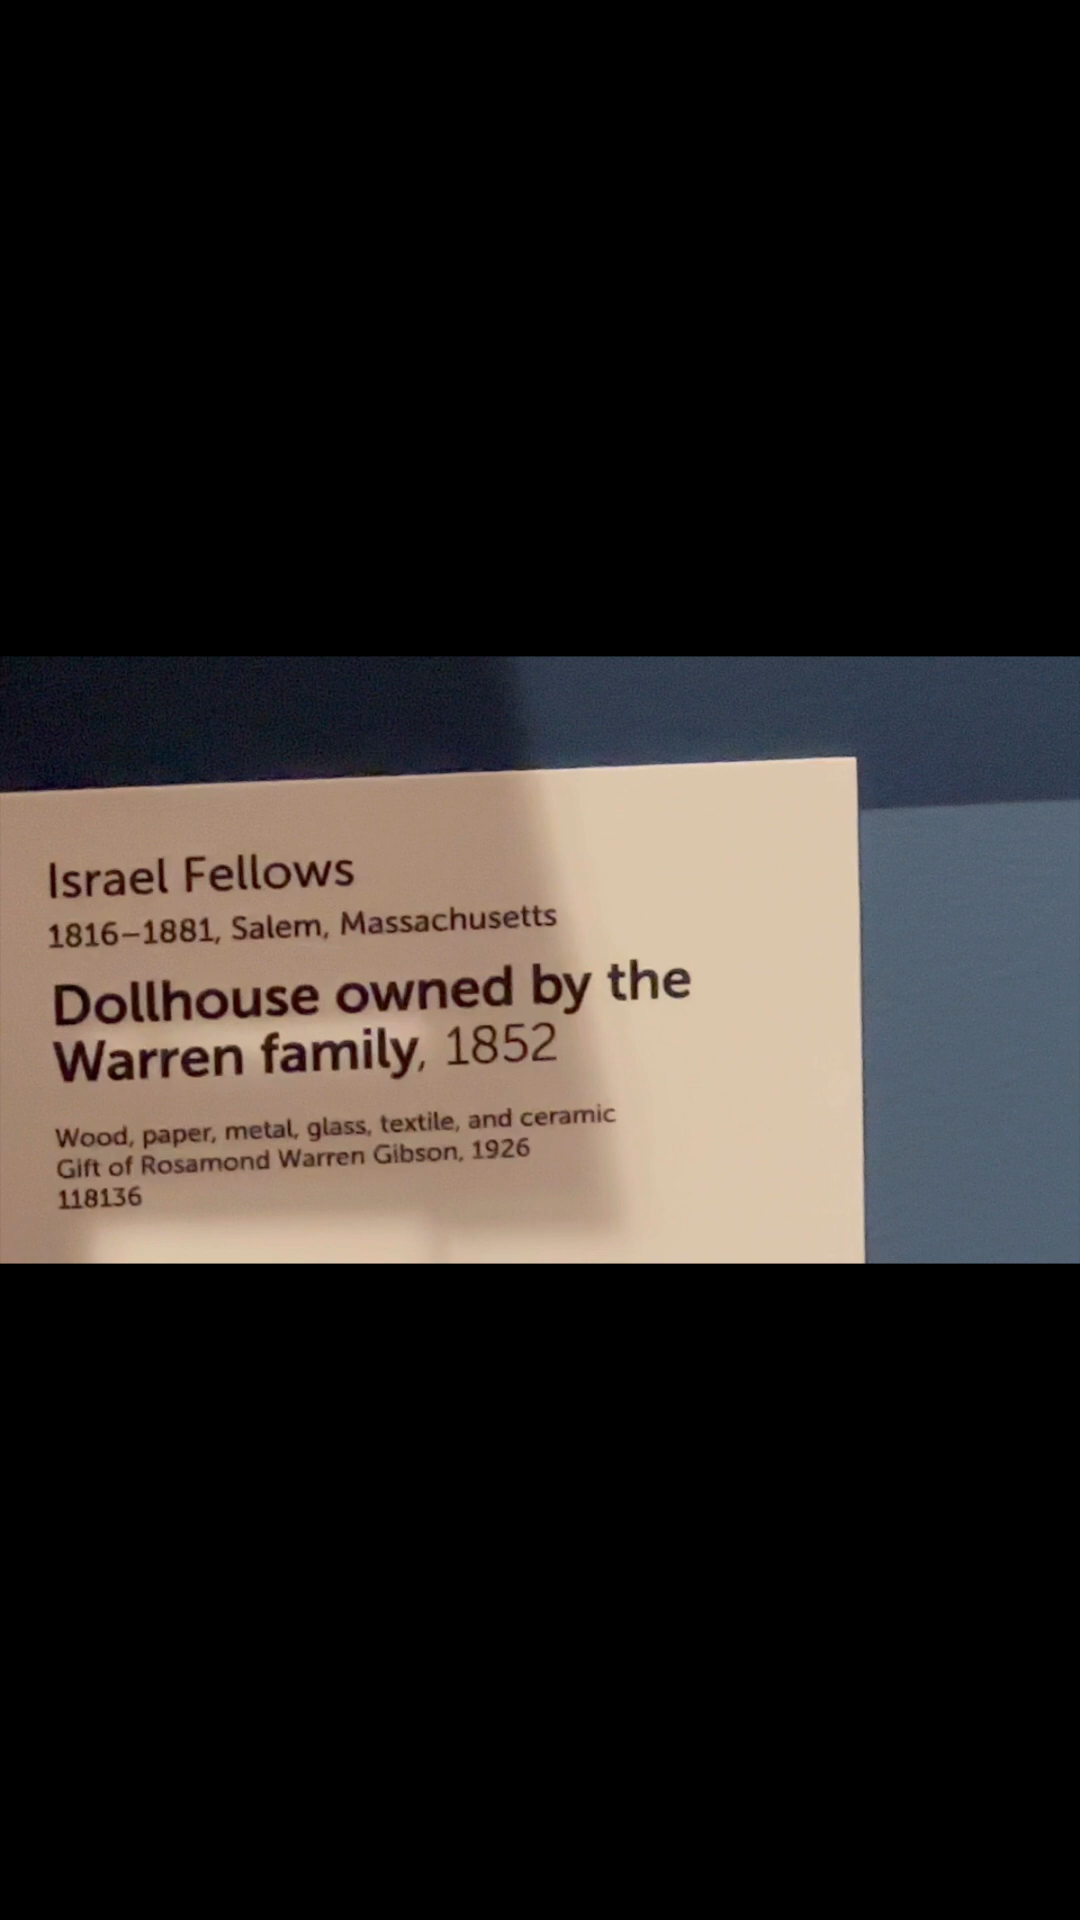 Israel Fellows
1816–1881, Salem, Massachusetts
Dollhouse owned by the
Warren family, 1852
Wood, paper, metal, glass, textile, and ceramic
Gift of Rosamond Warren Gibson, 1926
118136